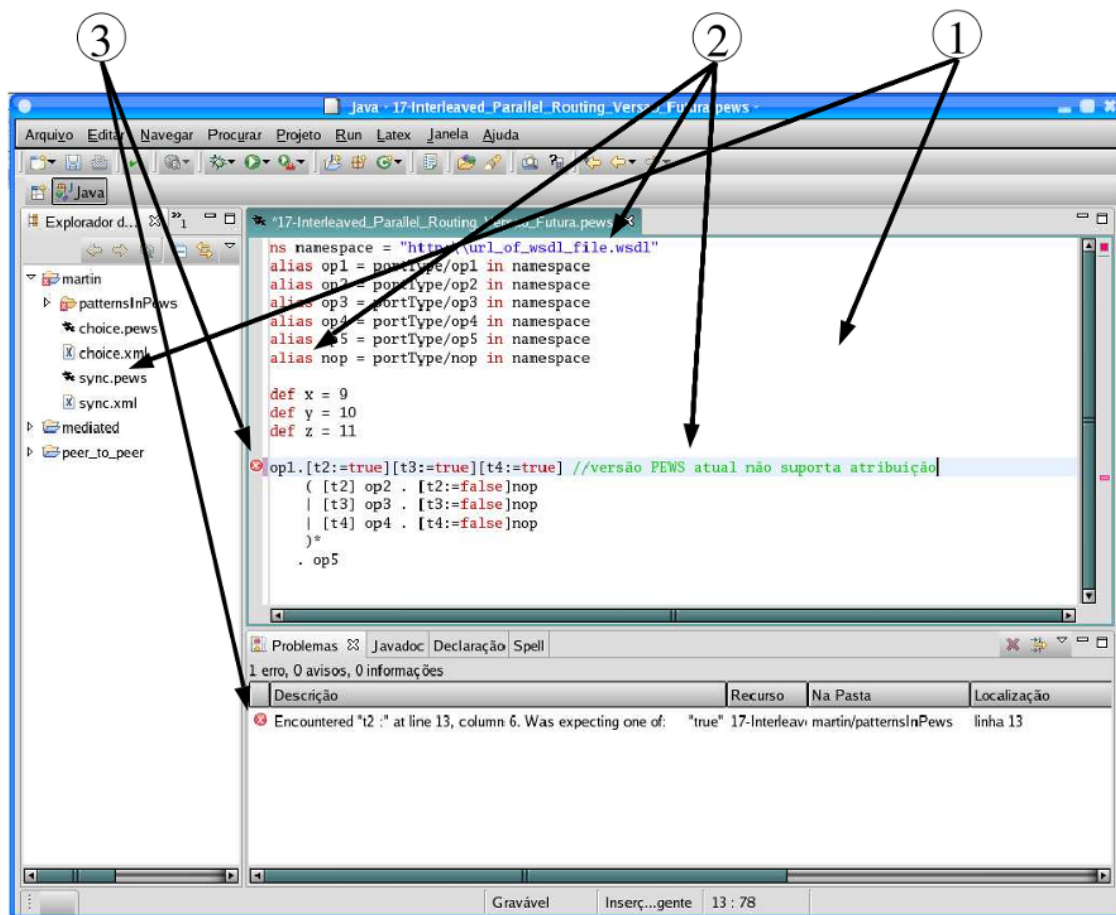 3 2 1
Java - 17-Interleaved_Parallel_Routing_Versao_Futura.pews -
Arquivo Editar Navegar Procurar Projeto Run Latex Janela Ajuda
Java
Explorador d... »1
*17-Interleaved_Parallel_Routing_Versao_Futura.pews
martin
patternsInPews
choice.pews
choice.xml
sync.pews
sync.xml
mediated
peer_to_peer
ns namespace = "http:\\url_of_wsdl_file.wsdl"
alias op1 = portType/op1 in namespace
alias op2 = portType/op2 in namespace
alias op3 = portType/op3 in namespace
alias op4 = portType/op4 in namespace
alias op5 = portType/op5 in namespace
alias nop = portType/nop in namespace
def x = 9
def y = 10
def z = 11
op1.[t2:=true][t3:=true][t4:=true] //versão PEWS atual não suporta atribuição
( [t2] op2 . [t2:=false]nop
| [t3] op3 . [t3:=false]nop
| [t4] op4 . [t4:=false]nop
)*
. op5
Problemas Javadoc Declaração Spell
1 erro, 0 avisos, 0 informações
Descrição Recurso Na Pasta Localização
Encountered "t2 :" at line 13, column 6. Was expecting one of: "true" 17-Interleav martin/patternsInPews linha 13
Gravável Inserç...gente 13 : 78